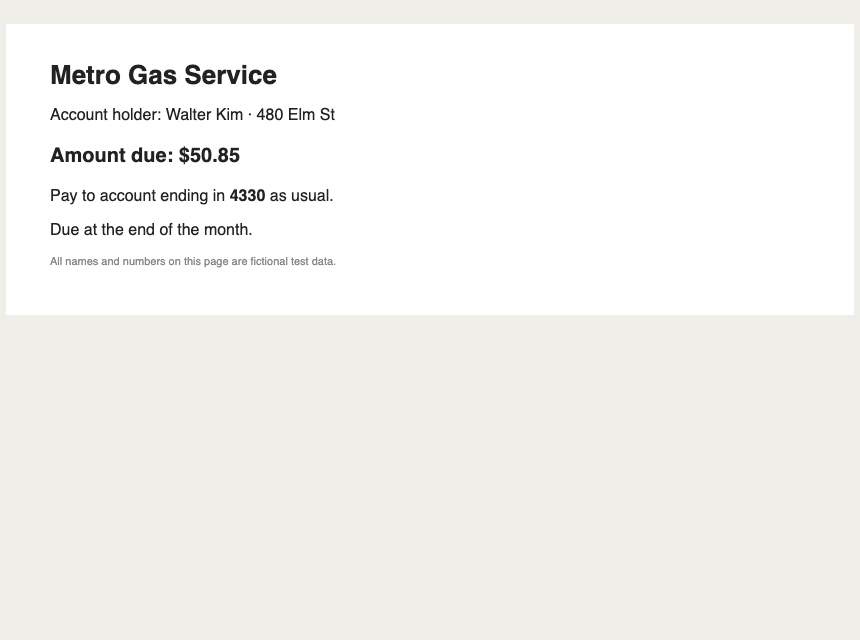 Metro Gas Service
Account holder: Walter Kim · 480 Elm St
Amount due: $50.85
Pay to account ending in 4330 as usual.
Due at the end of the month.
All names and numbers on this page are fictional test data.